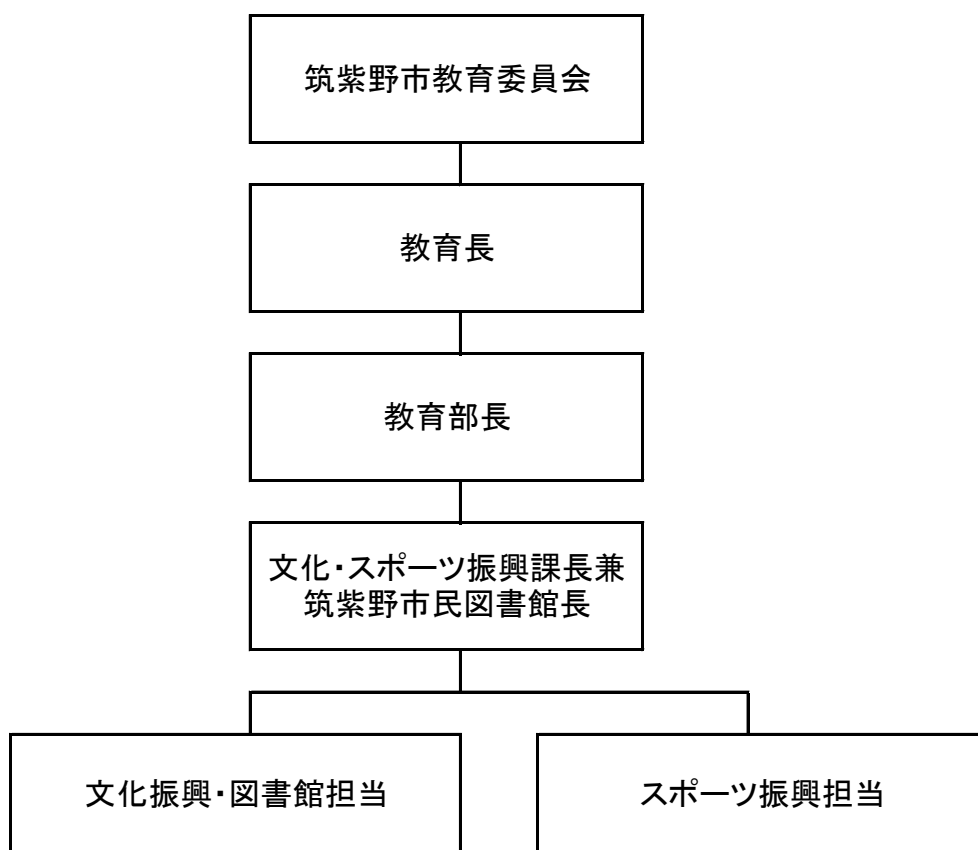 筑紫野市教育委員会
教育長
教育部長
文化・スポーツ振興課長兼
筑紫野市民図書館長
文化振興・図書館担当
スポーツ振興担当